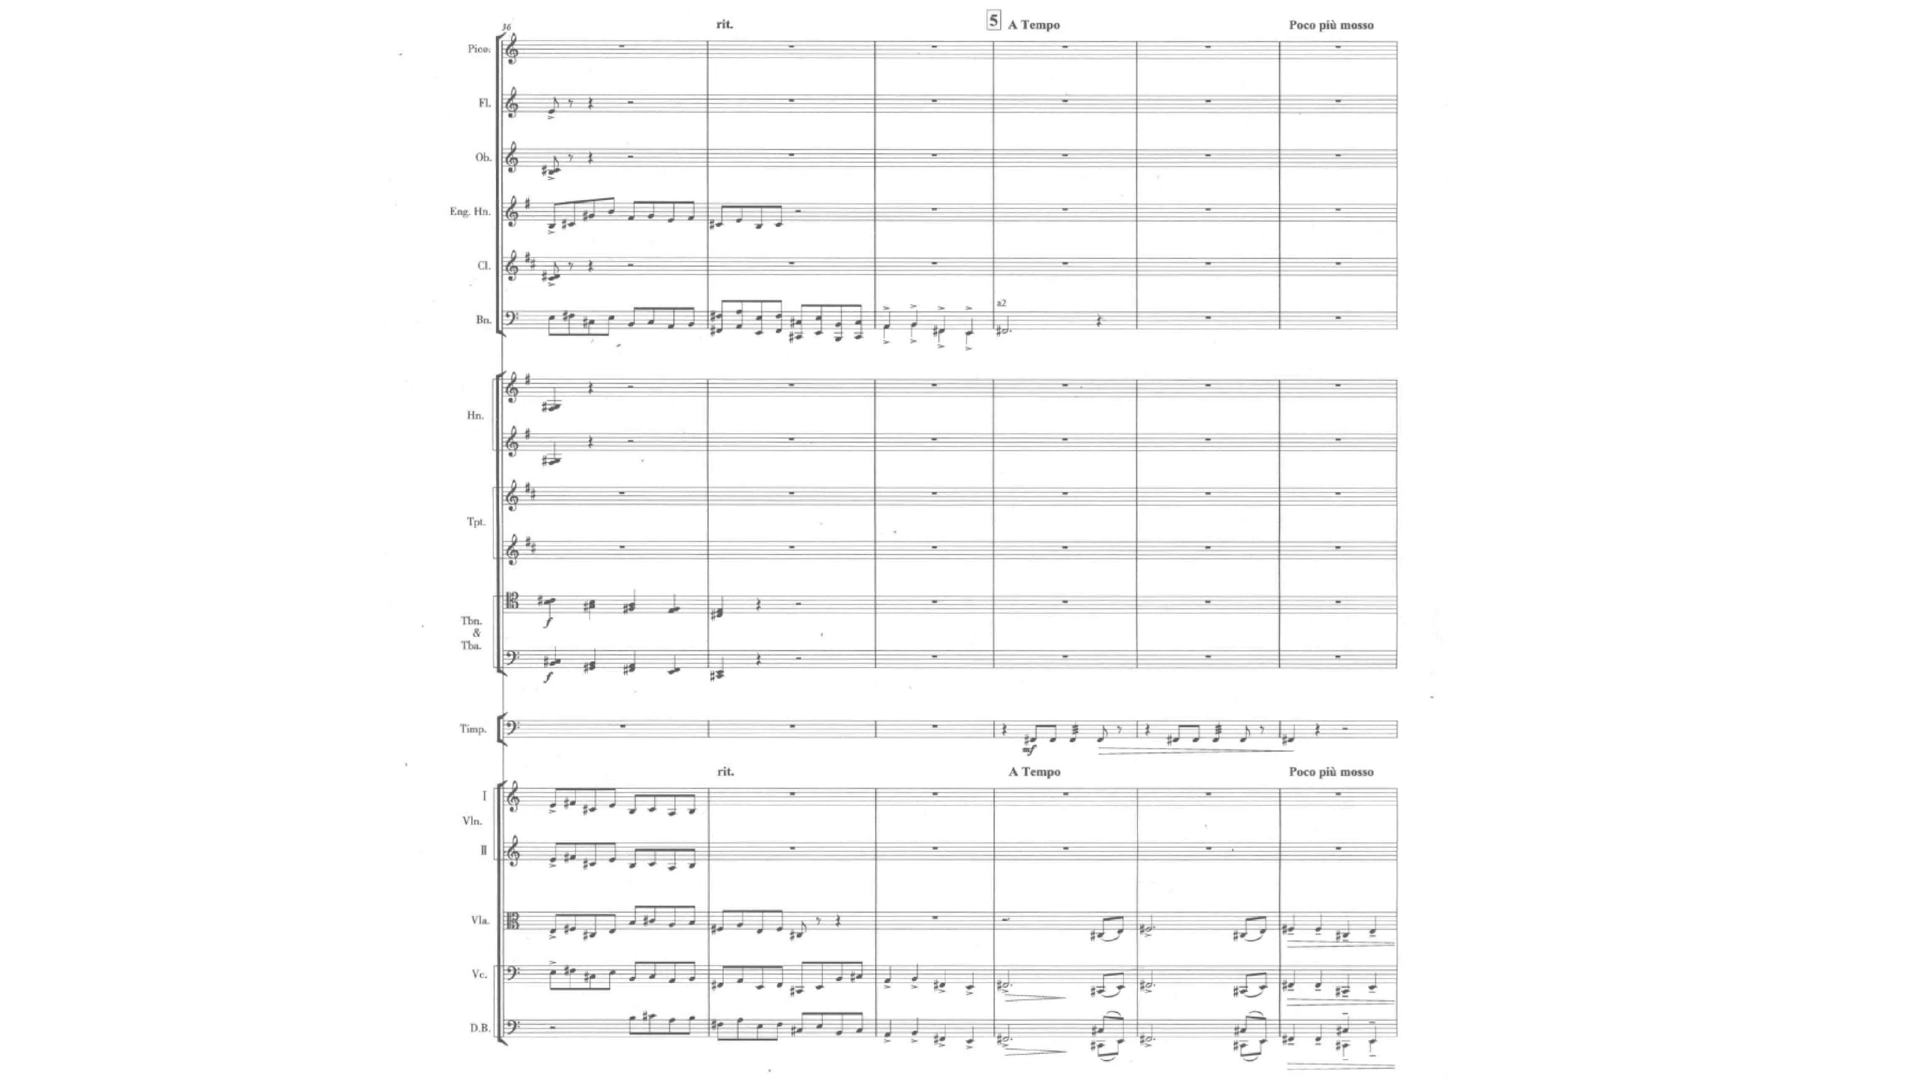 36 rit. 5 A Tempo Poco più mosso
Picc.
Fl.
Ob.
Eng. Hn.
Cl.
a2
Bn.
Hn.
Tpt.
f
Tbn.
&
Tba.
f
Timp.
mf
rit. A Tempo Poco più mosso
I
Vln.
II
Vla.
Vc.
D.B.